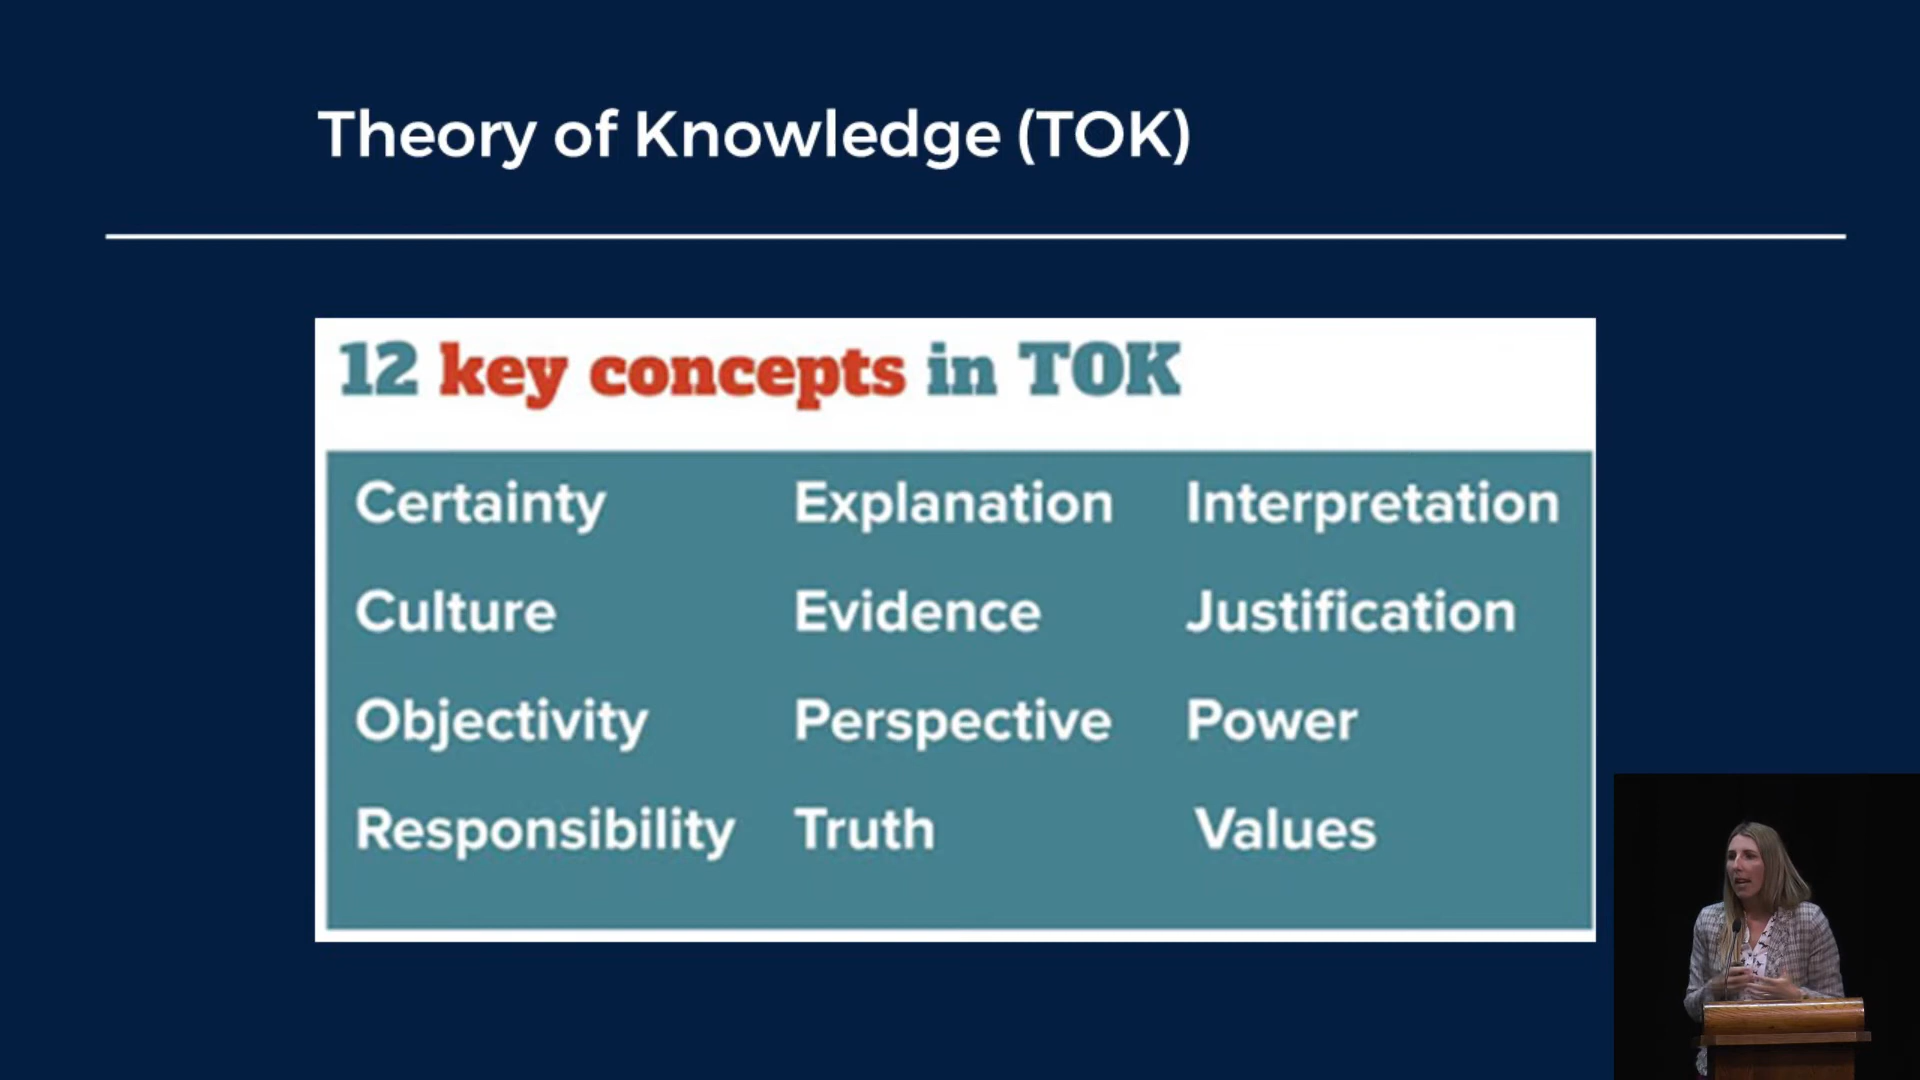 Theory of Knowledge (TOK)
12 key concepts in TOK
Certainty Explanation Interpretation
Culture Evidence Justification
Objectivity Perspective Power
Responsibility Truth Values